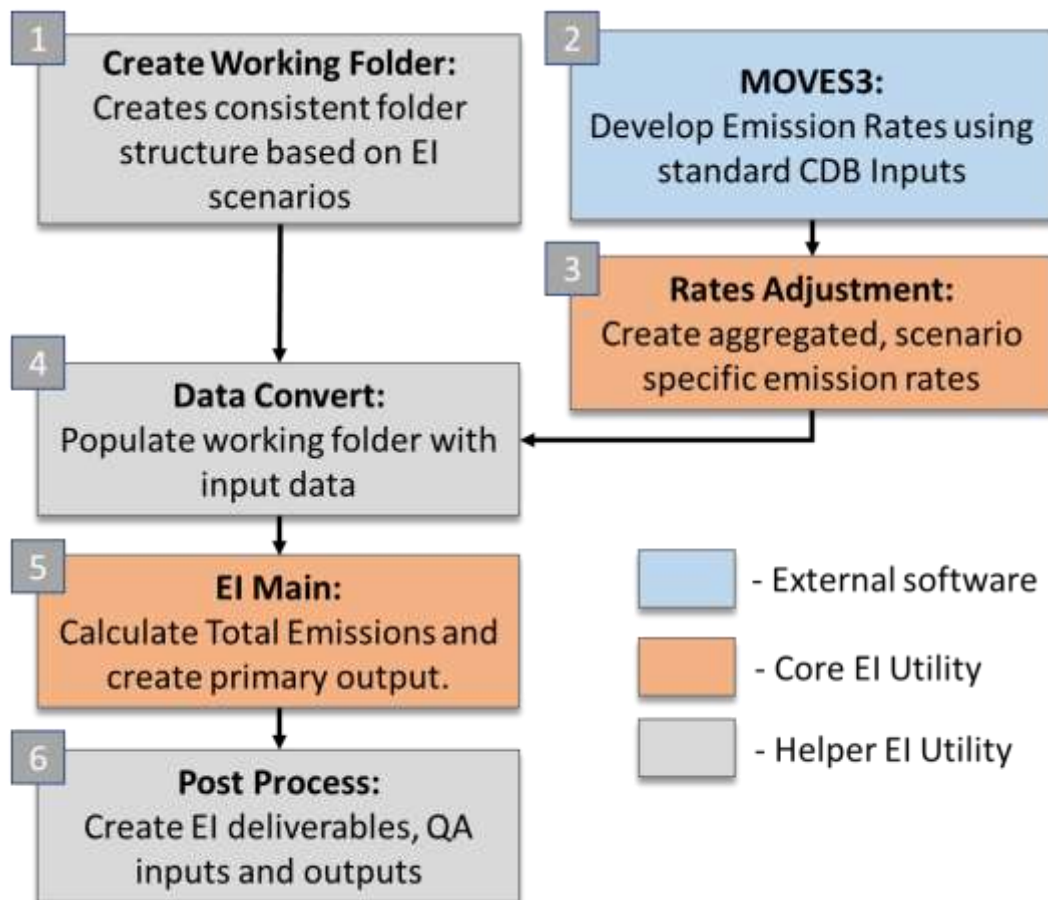 1
Create Working Folder:
Creates consistent folder
structure based on EI
scenarios
2
MOVES3:
Develop Emission Rates using
standard CDB Inputs
3
Rates Adjustment:
Create aggregated, scenario
specific emission rates
4
Data Convert:
Populate working folder with
input data
5
EI Main:
Calculate Total Emissions and
create primary output.
6
Post Process:
Create EI deliverables, QA
inputs and outputs
- External software
- Core EI Utility
- Helper EI Utility